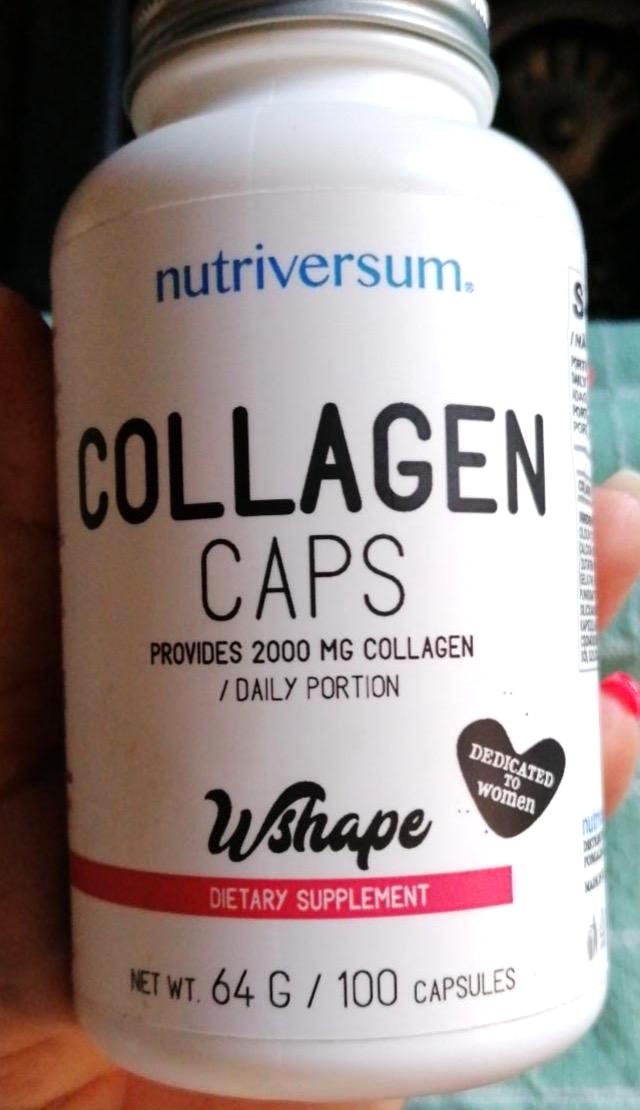 nutriversum®
COLLAGEN
CAPS
PROVIDES 2000 MG COLLAGEN
/ DAILY PORTION
DEDICATED
TO
women
Wshape
DIETARY SUPPLEMENT
NET WT. 64 G / 100 CAPSULES